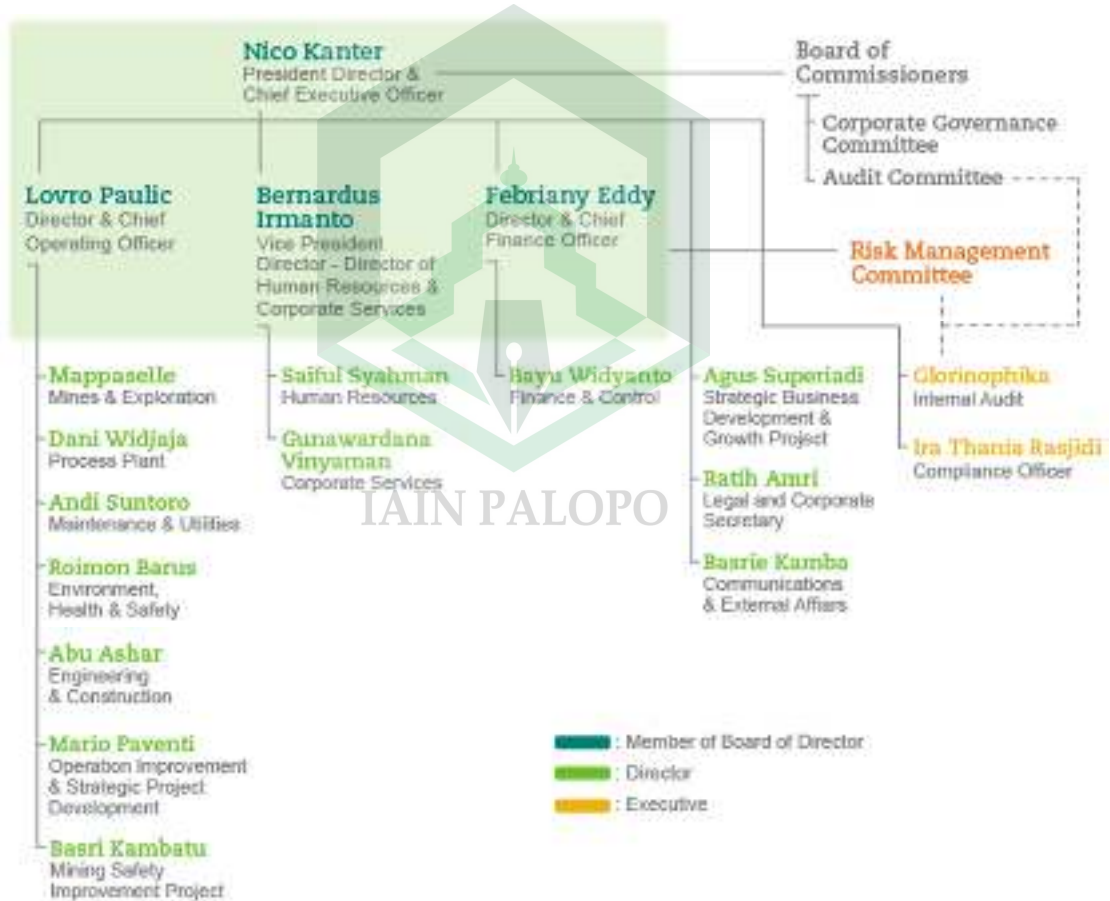 Nico Kanter
President Director &
Chief Executive Officer
Board of
Commissioners
Corporate Governance
Committee
Audit Committee
Risk Management
Committee
Lovro Paulic
Director & Chief
Operating Officer
Bernardus
Irmanto
Vice President
Director - Director of
Human Resources &
Corporate Services
Febriany Eddy
Director & Chief
Finance Officer
Mappaselle
Mines & Exploration
Dani Widjaja
Process Plant
Andi Suntoro
Maintenance & Utilities
Roimon Barus
Environment,
Health & Safety
Abu Ashar
Engineering
& Construction
Mario Paventi
Operation Improvement
& Strategic Project
Development
Basri Kambatu
Mining Safety
Improvement Project
Saiful Syahman
Human Resources
Gunawardana
Vinyaman
Corporate Services
Bayu Widyanto
Finance & Control
Agus Superiadi
Strategic Business
Development &
Growth Project
Ratih Amri
Legal and Corporate
Secretary
Basrie Kamba
Communications
& External Affiars
Glorinophika
Internal Audit
Ira Thania Rasjidi
Compliance Officer
IAIN PALOPO
: Member of Board of Director
: Director
: Executive